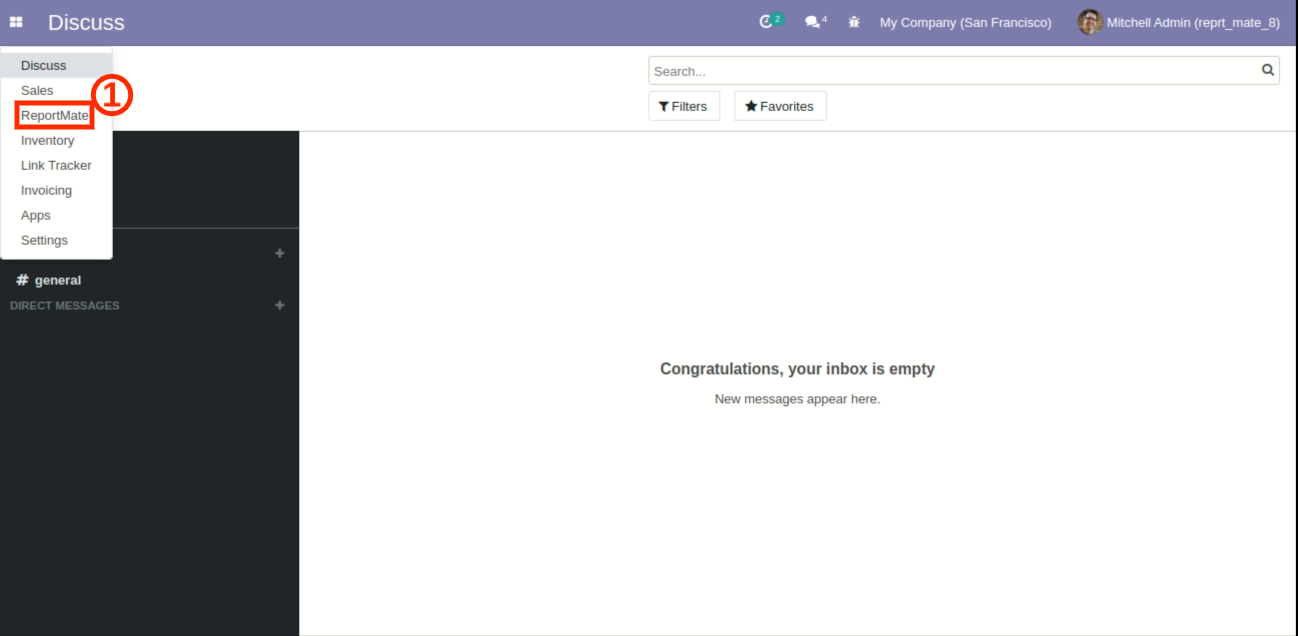 Discuss
2
4
My Company (San Francisco)
Mitchell Admin (reprt_mate_8)
Discuss
Sales
1
ReportMate
Inventory
Link Tracker
Invoicing
Apps
Settings
Search...
Filters
Favorites
# general
DIRECT MESSAGES
Congratulations, your inbox is empty
New messages appear here.